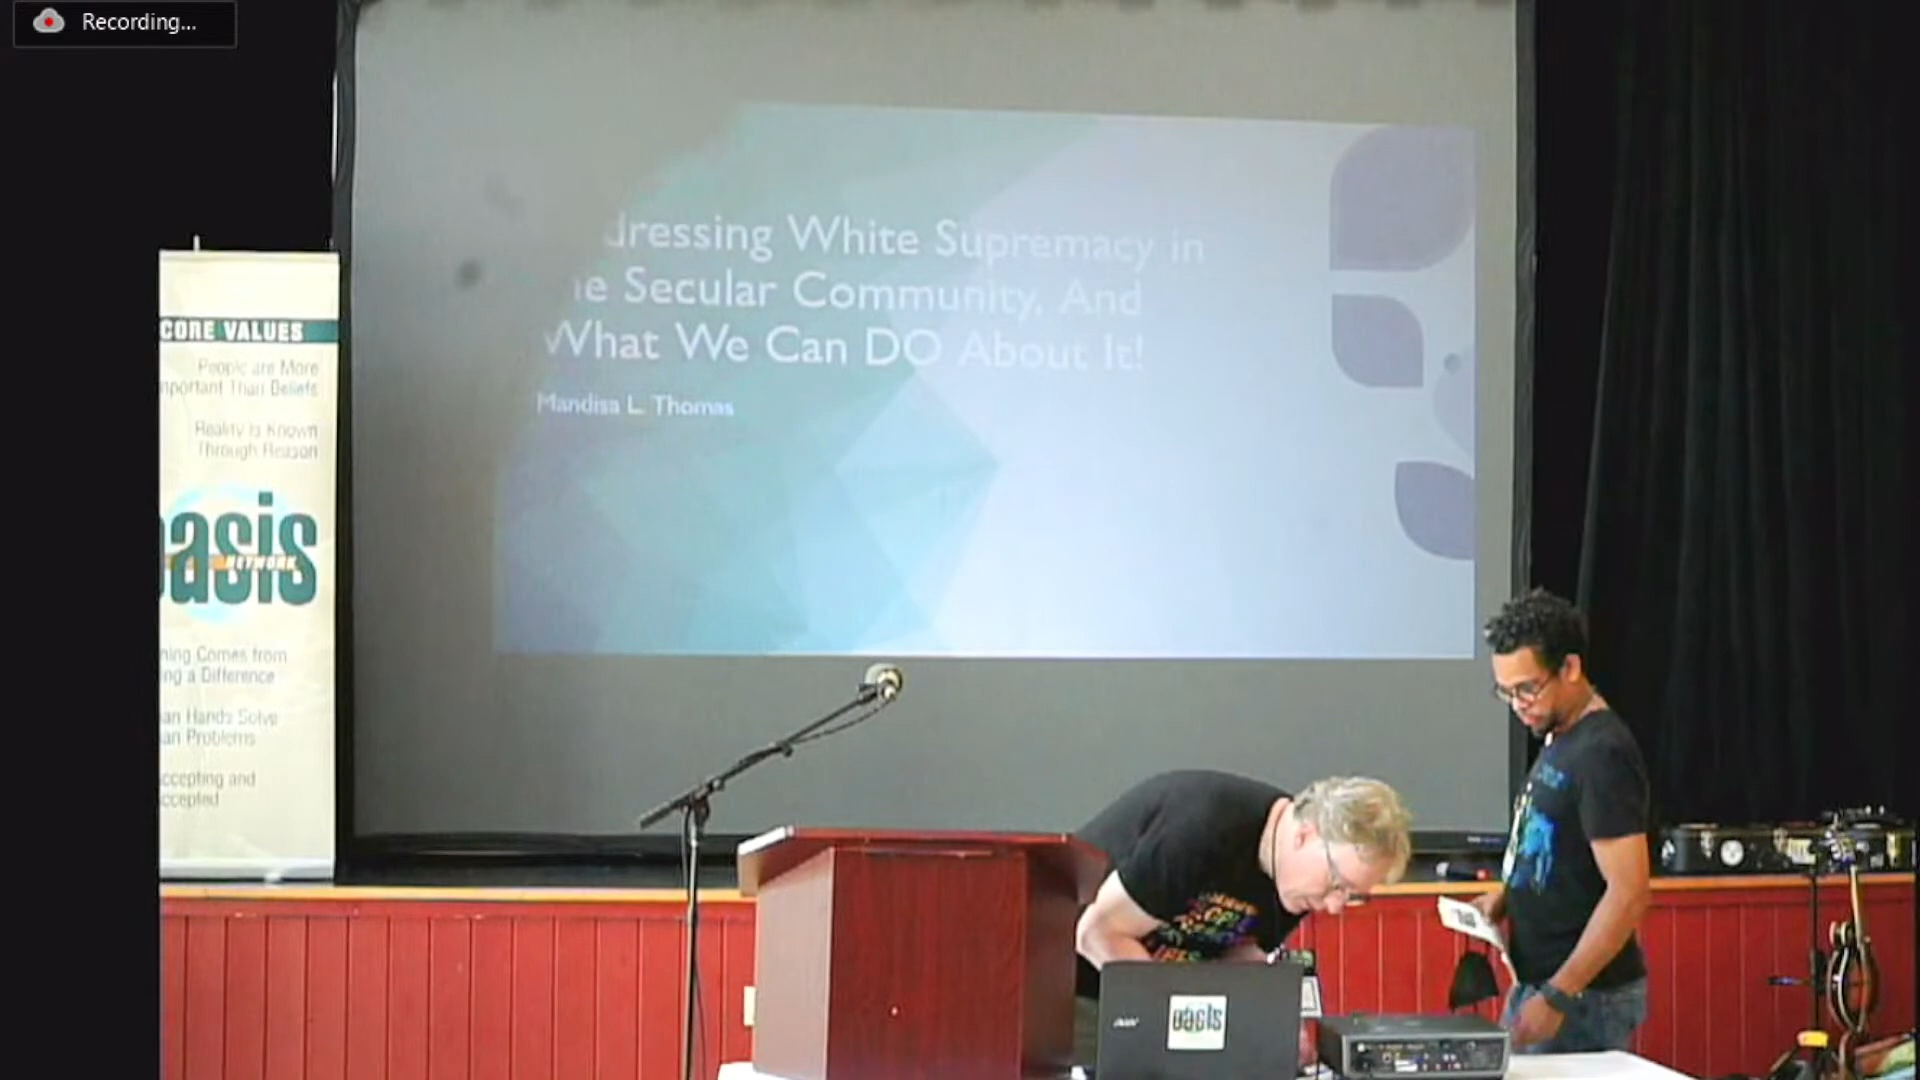 Recording...
dressing White Supremacy in
he Secular Community, And
What We Can DO About It!
Mandisa L. Thomas
CORE VALUES
People are More
mportant Than Beliefs
Reality is Known
Through Reason
oasis
NETWORK
ning Comes from
ng a Difference
an Hands Solve
an Problems
ccepting and
ccepted
acer
oasis